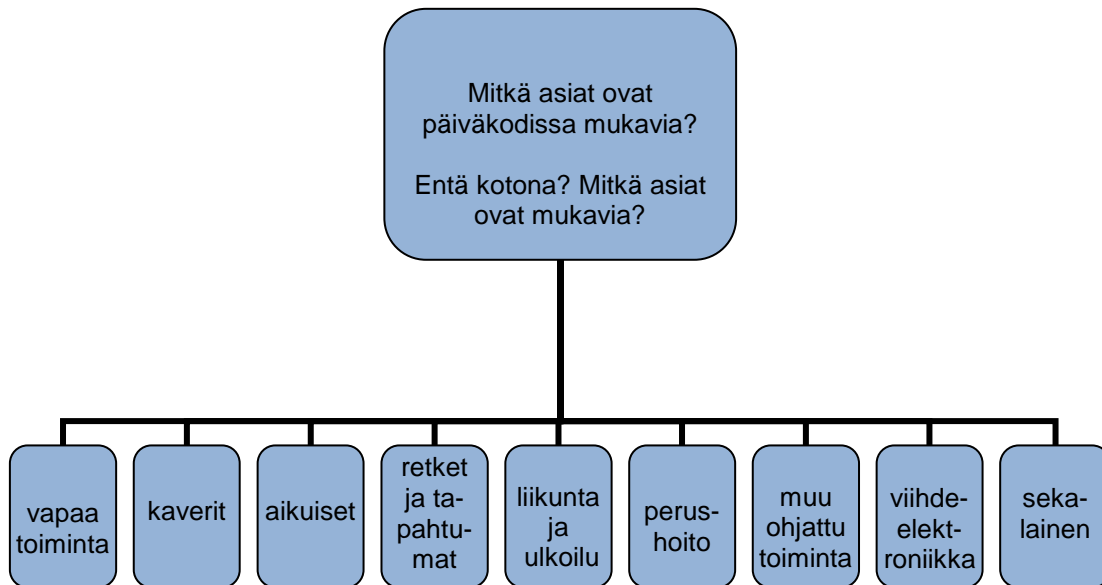 Mitkä asiat ovat
päiväkodissa mukavia?
Entä kotona? Mitkä asiat
ovat mukavia?
vapaa
toiminta
kaverit
aikuiset
retket
ja ta-
pahtu-
mat
liikunta
ja
ulkoilu
perus-
hoito
muu
ohjattu
toiminta
viihde-
elekt-
roniikka
seka-
lainen